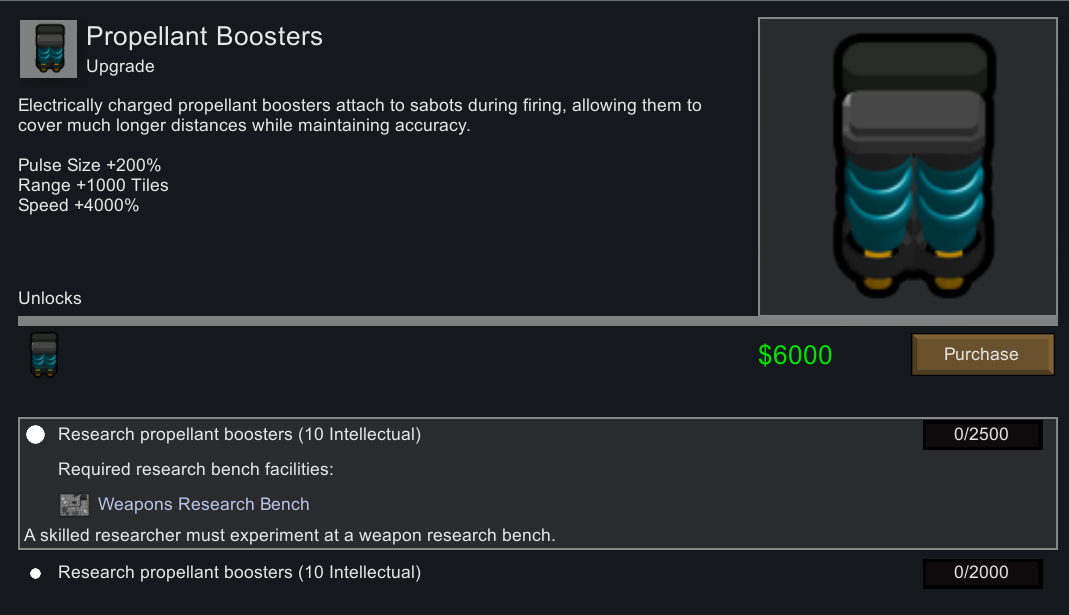 Propellant Boosters
Upgrade
Electrically charged propellant boosters attach to sabots during firing, allowing them to
cover much longer distances while maintaining accuracy.
Pulse Size +200%
Range +1000 Tiles
Speed +4000%
Unlocks
$6000
Purchase
Research propellant boosters (10 Intellectual)
0/2500
Required research bench facilities:
Weapons Research Bench
A skilled researcher must experiment at a weapon research bench.
Research propellant boosters (10 Intellectual)
0/2000